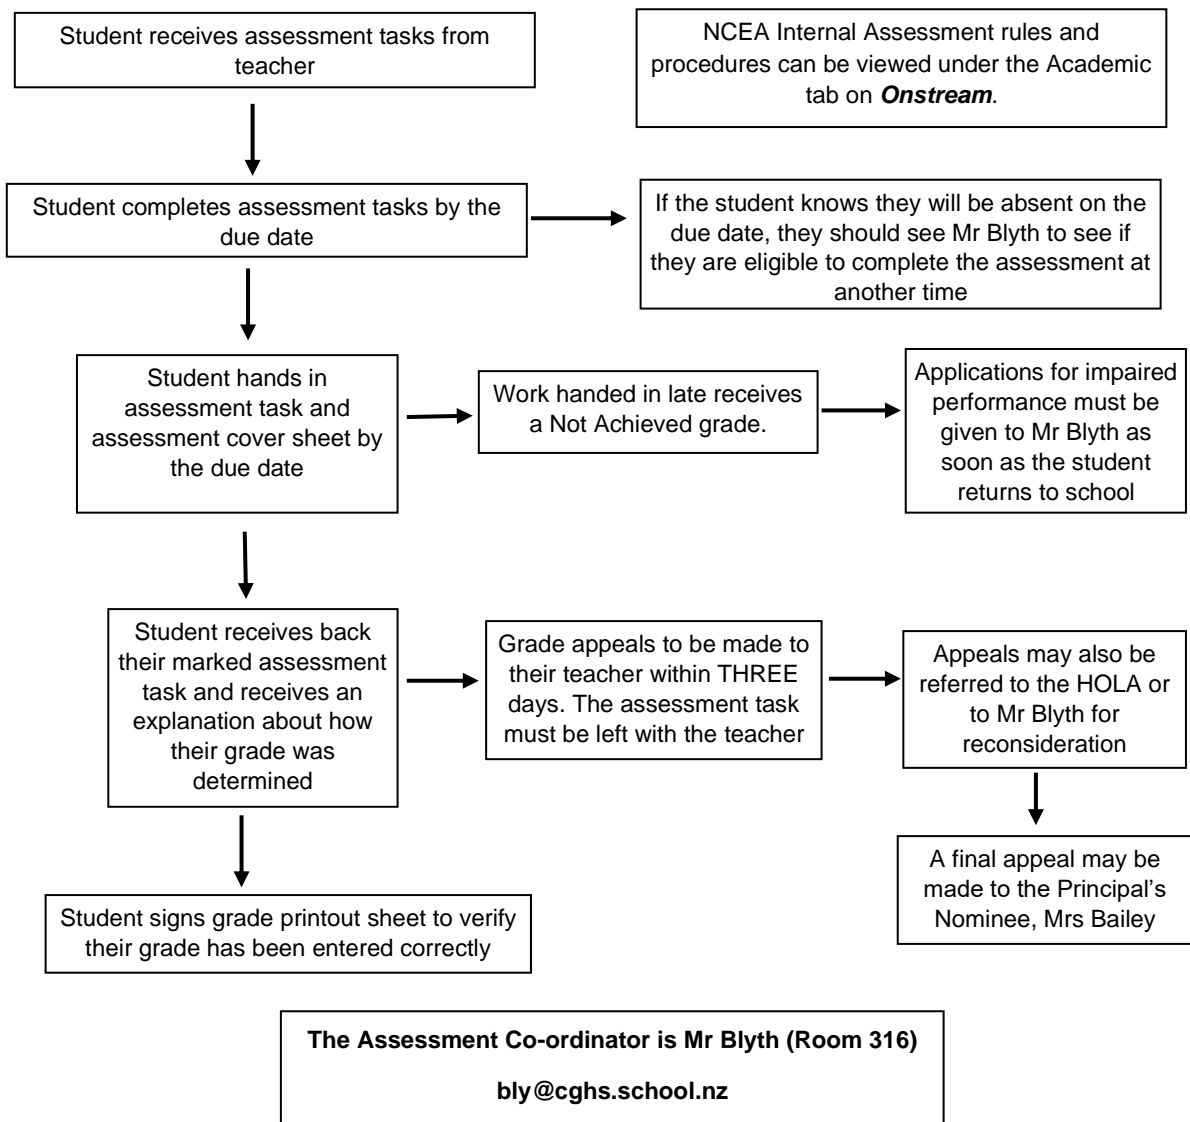 Student receives assessment tasks from
teacher
NCEA Internal Assessment rules and
procedures can be viewed under the Academic
tab on Onstream.
Student completes assessment tasks by the
due date
If the student knows they will be absent on the
due date, they should see Mr Blyth to see if
they are eligible to complete the assessment at
another time
Student hands in
assessment task and
assessment cover sheet by
the due date
Work handed in late receives
a Not Achieved grade.
Applications for impaired
performance must be
given to Mr Blyth as
soon as the student
returns to school
Student receives back
their marked assessment
task and receives an
explanation about how
their grade was
determined
Grade appeals to be made to
their teacher within THREE
days. The assessment task
must be left with the teacher
Appeals may also be
referred to the HOLA or
to Mr Blyth for
reconsideration
A final appeal may be
made to the Principal’s
Nominee, Mrs Bailey
Student signs grade printout sheet to verify
their grade has been entered correctly
The Assessment Co-ordinator is Mr Blyth (Room 316)
bly@cghs.school.nz